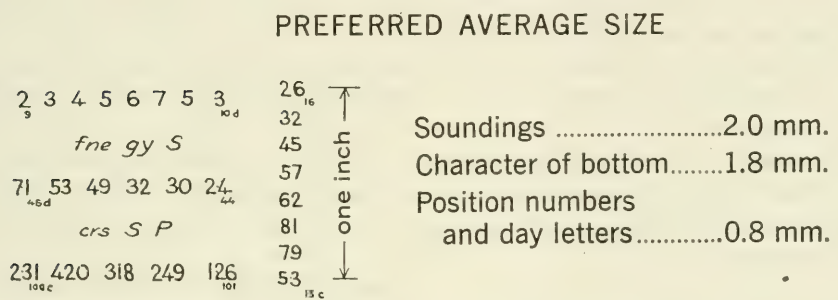 PREFERRED AVERAGE SIZE
2 3 4 5 6 7 5 3
9 10d
fne gy S
71 53 49 32 30 24
46d 44
crs S P
231 420 318 249 126
100c 101
26
16
32
45
57
62
81
79
53
13c
one inch
Soundings ........................2.0 mm.
Character of bottom........1.8 mm.
Position numbers
and day letters.............0.8 mm.